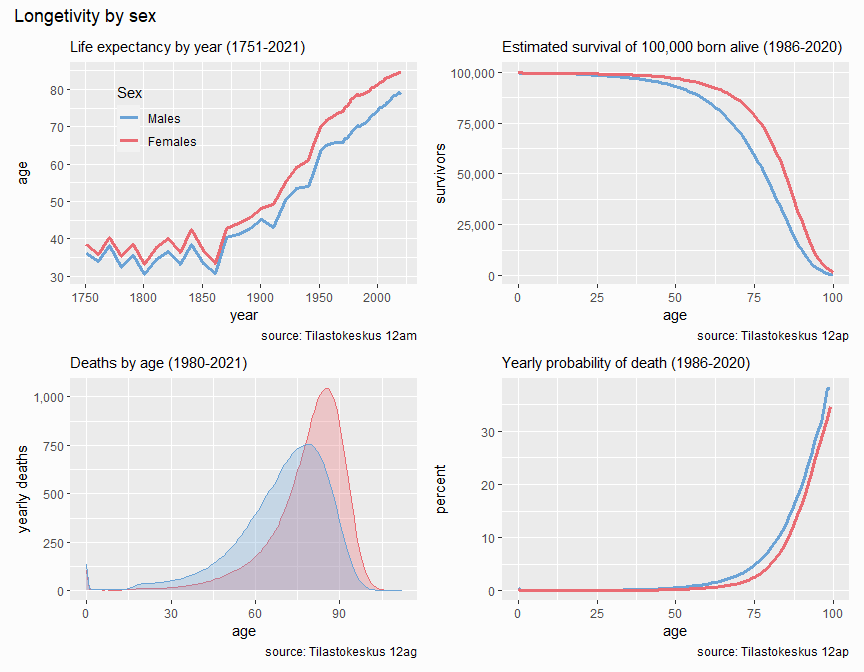 Longetivity by sex
Life expectancy by year (1751-2021)
age
80
70
60
50
40
30
Sex
Males
Females
1750 1800 1850 1900 1950 2000
year
source: Tilastokeskus 12am
Estimated survival of 100,000 born alive (1986-2020)
survivors
100,000
75,000
50,000
25,000
0
0 25 50 75 100
age
source: Tilastokeskus 12ap
Deaths by age (1980-2021)
yearly deaths
1,000
750
500
250
0
0 30 60 90
age
source: Tilastokeskus 12ag
Yearly probability of death (1986-2020)
percent
30
20
10
0
0 25 50 75 100
age
source: Tilastokeskus 12ap